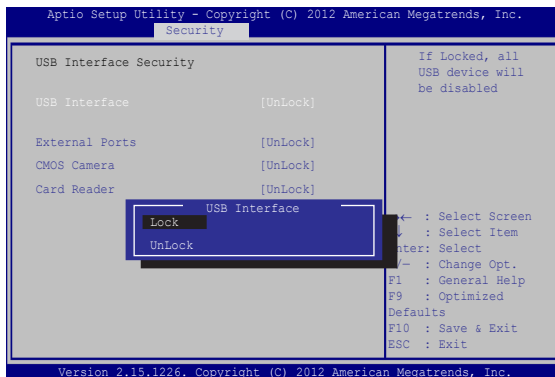 Aptio Setup Utility - Copyright (C) 2012 American Megatrends, Inc.
Security
USB Interface Security
USB Interface [UnLock]
External Ports [UnLock]
CMOS Camera [UnLock]
Card Reader [UnLock]
USB Interface
Lock
UnLock
If Locked, all
USB device will
be disabled
→← : Select Screen
↓ : Select Item
nter: Select
/— : Change Opt.
F1 : General Help
F9 : Optimized
Defaults
F10 : Save & Exit
ESC : Exit
Version 2.15.1226. Copyright (C) 2012 American Megatrends, Inc.